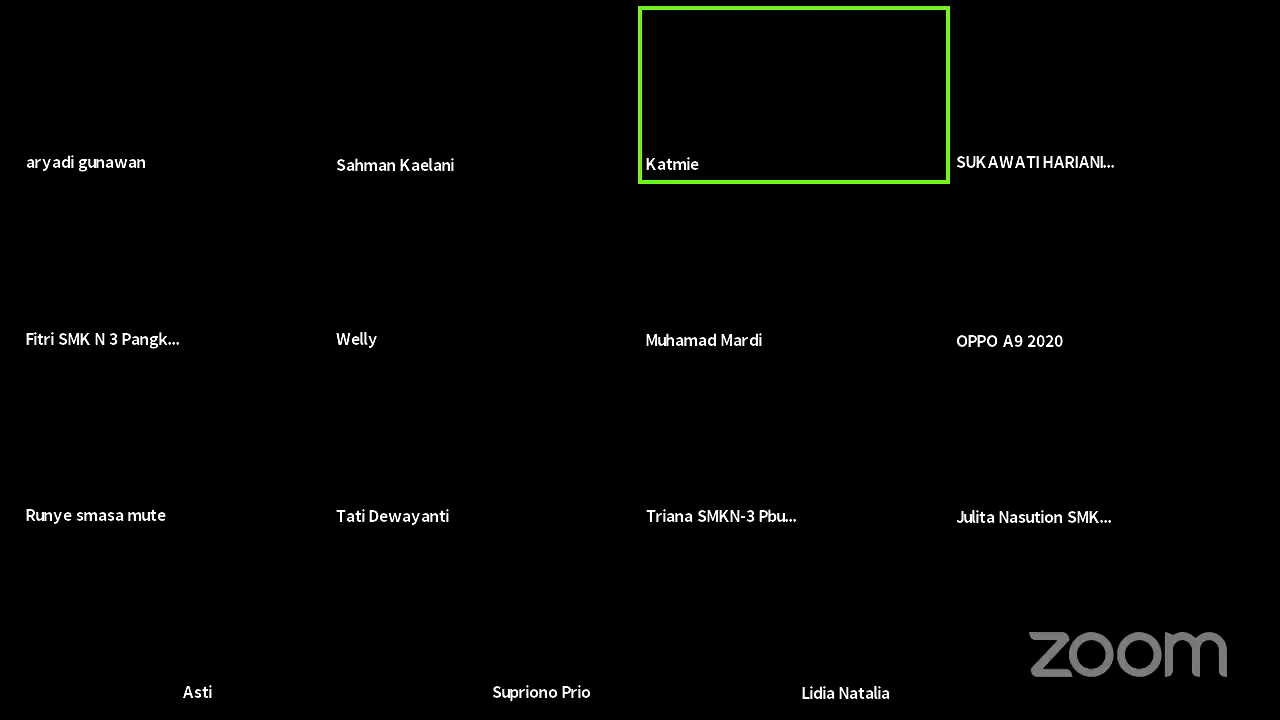 aryadi gunawan
Sahman Kaelani
Katmie
SUKAWATI HARIANI...
Fitri SMK N 3 Pangk...
Welly
Muhamad Mardi
OPPO A9 2020
Runye smasa mute
Tati Dewayanti
Triana SMKN-3 Pbu...
Julita Nasution SMK...
Asti
Supriono Prio
Lidia Natalia
zoom